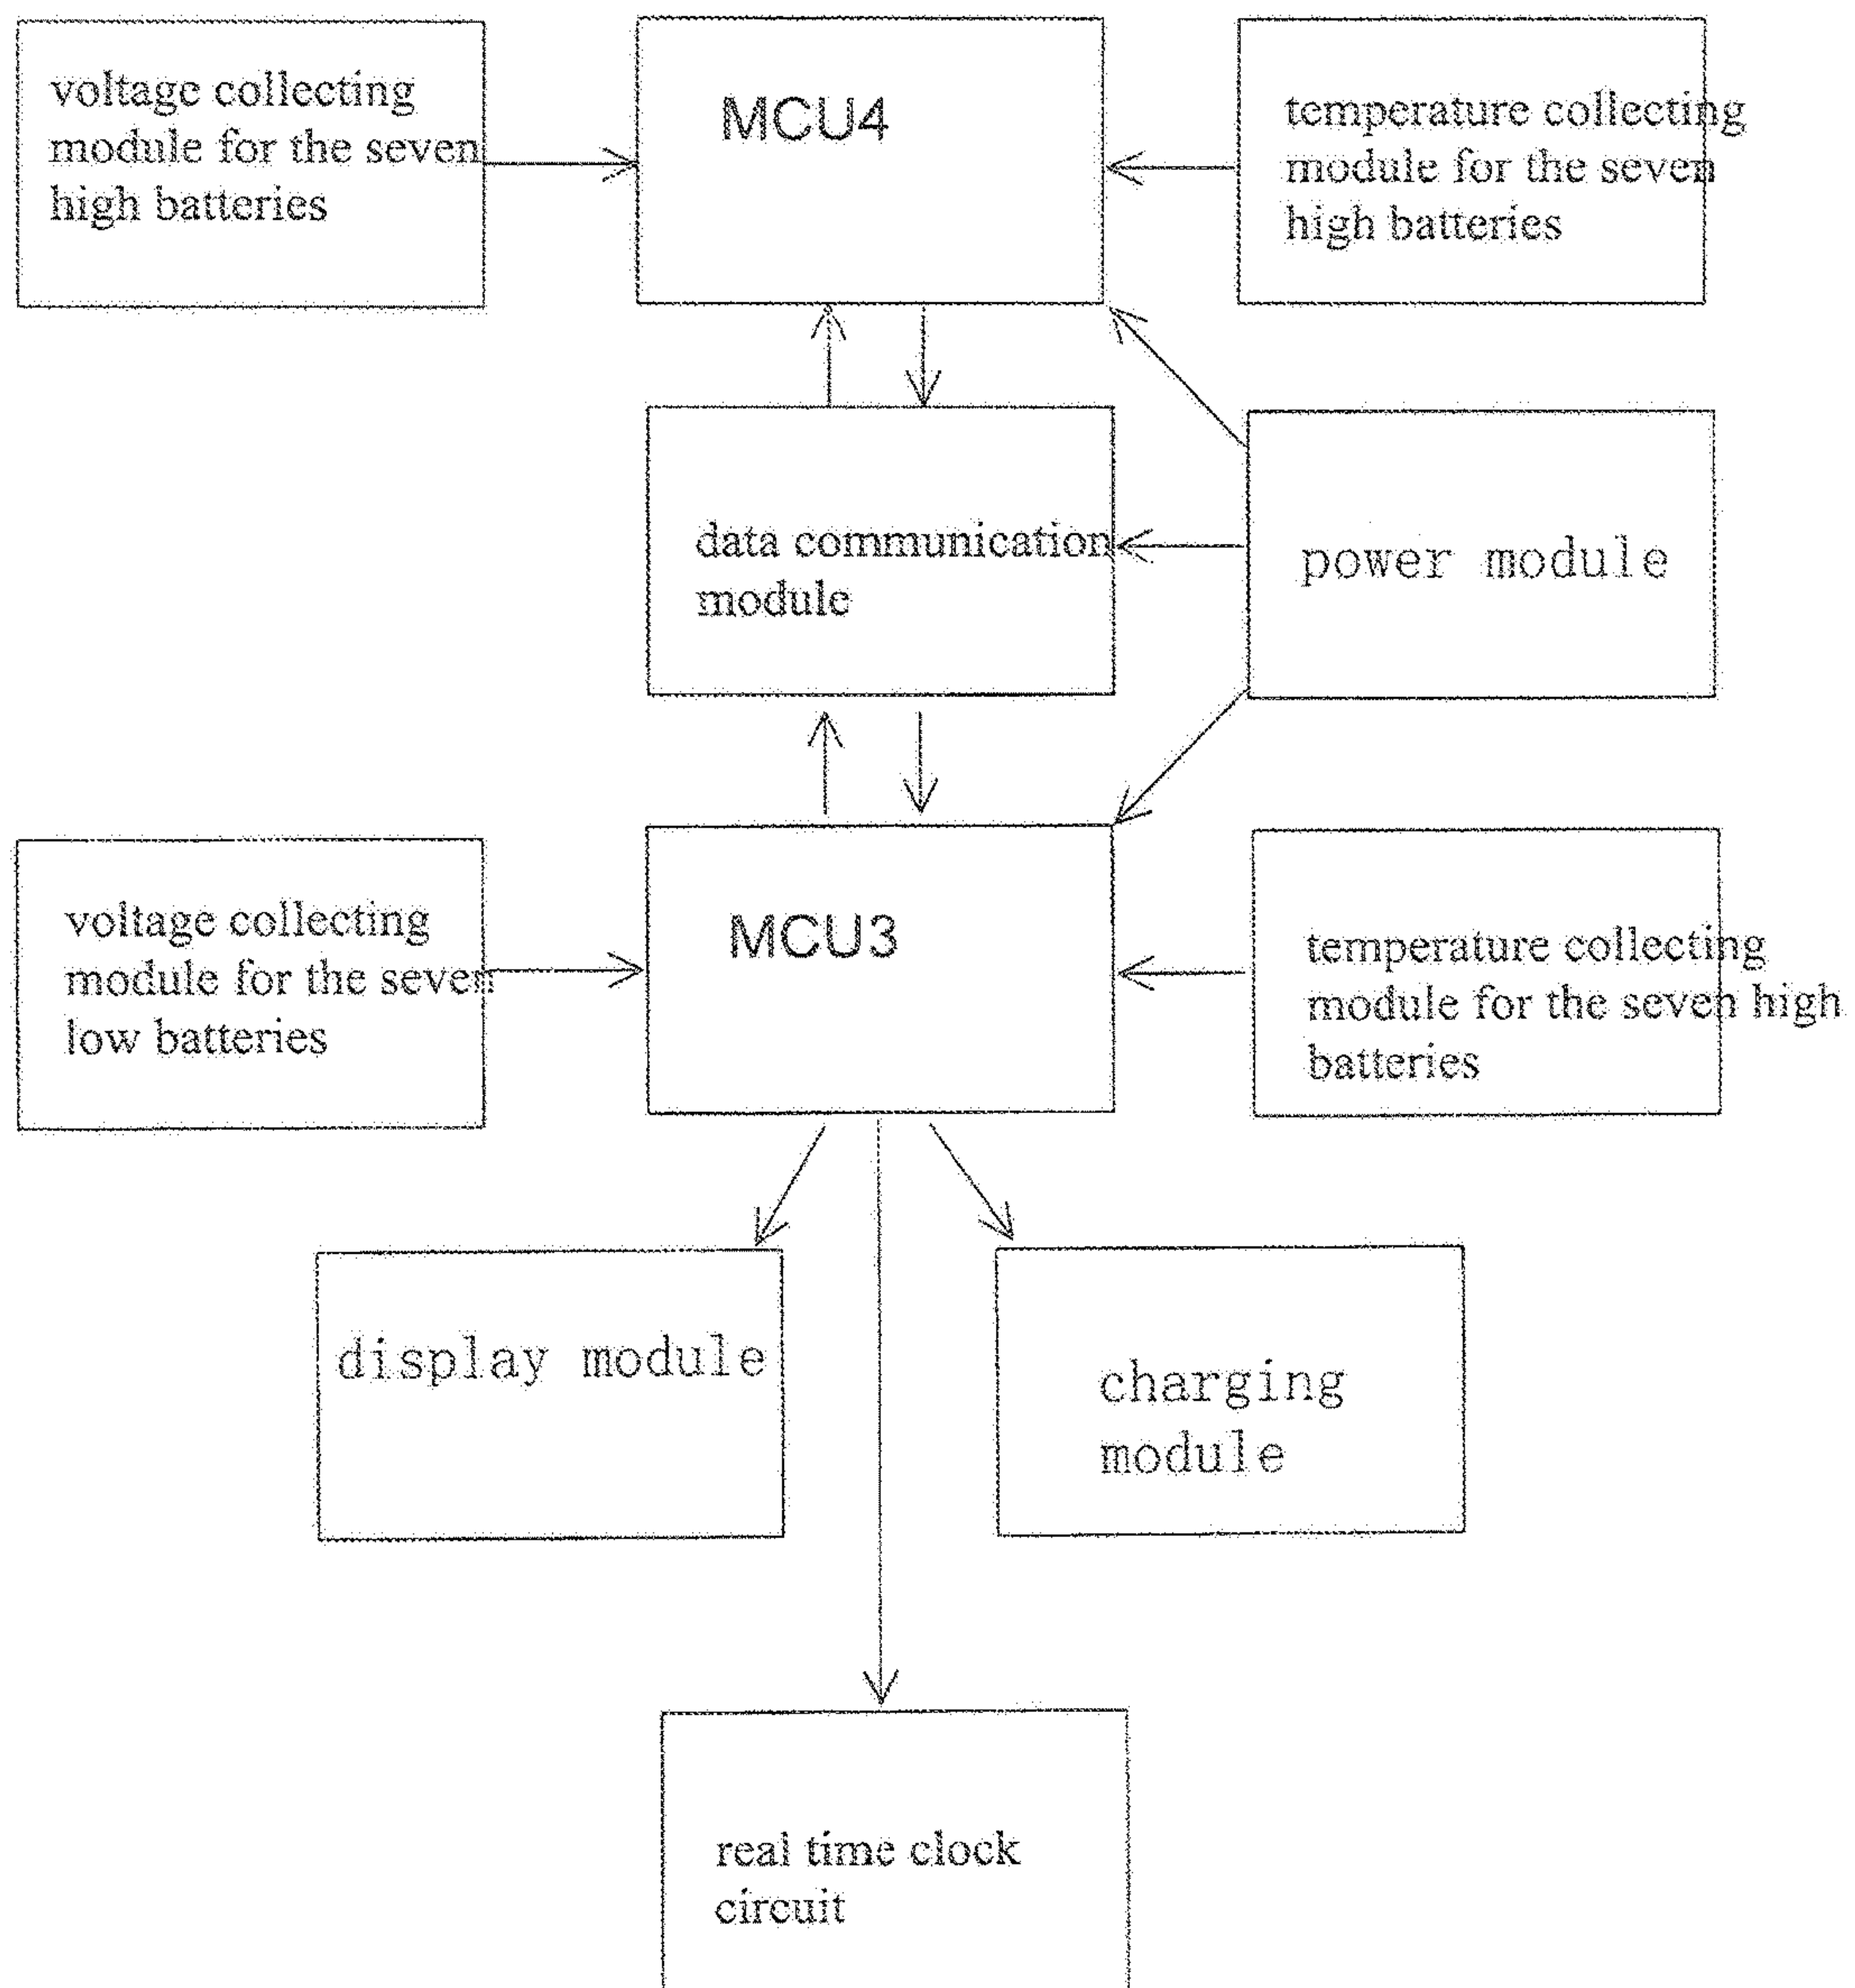 voltage collecting
module for the seven
high batteries
MCU4
temperature collecting
module for the seven
high batteries
data communication
module
power module
voltage collecting
module for the seven
low batteries
MCU3
temperature collecting
module for the seven high
batteries
display module
charging
module
real time clock
circuit